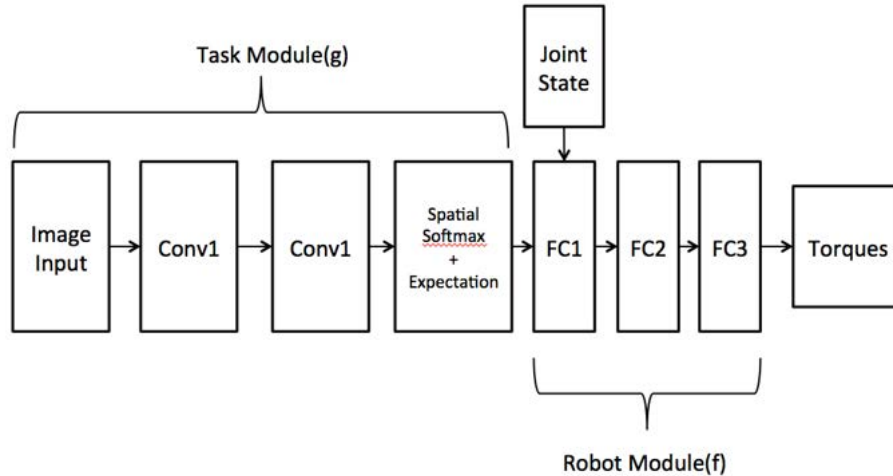 Task Module(g)
Joint
State
Image
Input
Conv1
Conv1
Spatial
Softmax
+
Expectation
FC1
FC2
FC3
Torques
Robot Module(f)